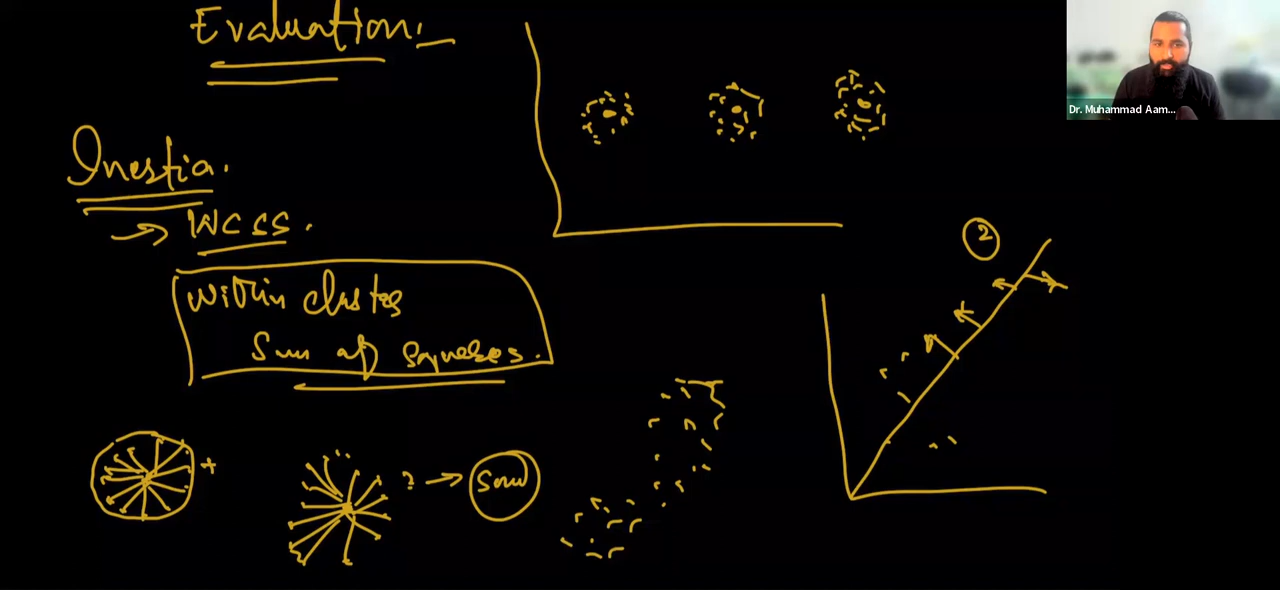 Evaluation:
Inertia.
→ WCSS.
Within cluster
Sum of squares.
+
? → Sum
2
Dr. Muhammad Aam...